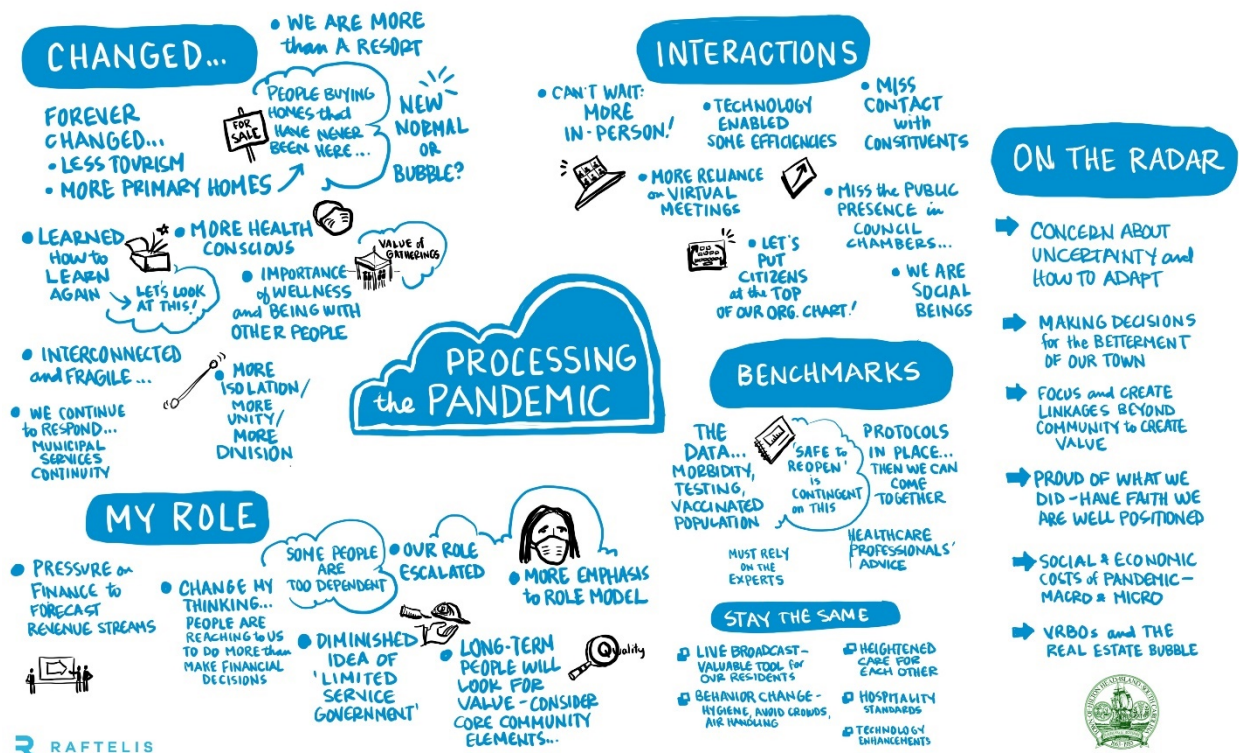 CHANGED...
• WE ARE MORE
than A RESORT
FOREVER
CHANGED...
• LESS TOURISM
• MORE PRIMARY HOMES
FOR
SALE
PEOPLE BUYING
HOMES that
HAVE NEVER
BEEN HERE...
NEW
NORMAL
OR
BUBBLE?
• LEARNED
HOW to
LEARN
AGAIN
LET'S LOOK
AT THIS!
• MORE HEALTH
CONSCIOUS
VALUE of
GATHERINGS
• IMPORTANCE
of WELLNESS
and BEING WITH
OTHER PEOPLE
• INTERCONNECTED
and FRAGILE...
• MORE
ISOLATION/
MORE
UNITY/
MORE
DIVISION
• WE CONTINUE
to RESPOND...
MUNICIPAL
SERVICES
CONTINUITY
PROCESSING
the PANDEMIC
INTERACTIONS
• CAN'T WAIT:
MORE
IN-PERSON!
• TECHNOLOGY
ENABLED
SOME EFFICIENCIES
• MISS
CONTACT
with
CONSTITUENTS
• MORE RELIANCE
on VIRTUAL
MEETINGS
• MISS the PUBLIC
PRESENCE in
COUNCIL
CHAMBERS...
• LET'S
PUT
CITIZENS
at the TOP
OF OUR ORG. CHART!
• WE ARE
SOCIAL
BEINGS
BENCHMARKS
THE
DATA...
MORBIDITY,
TESTING,
VACCINATED
POPULATION
'SAFE to
REOPEN'
is
CONTINGENT
on THIS
PROTOCOLS
IN PLACE...
THEN WE CAN
COME
TOGETHER
MUST RELY
ON THE
EXPERTS
HEALTHCARE
PROFESSIONALS'
ADVICE
STAY THE SAME
LIVE BROADCAST-
VALUABLE TOOL for
OUR RESIDENTS
BEHAVIOR CHANGE-
HYGIENE, AVOID CROWDS,
AIR HANDLING
HEIGHTENED
CARE FOR
EACH OTHER
HOSPITALITY
STANDARDS
TECHNOLOGY
ENHANCEMENTS
MY ROLE
• PRESSURE on
FINANCE to
FORECAST
REVENUE STREAMS
• CHANGE MY
THINKING...
PEOPLE ARE
REACHING to US
TO DO MORE than
MAKE FINANCIAL
DECISIONS
SOME PEOPLE
ARE
TOO DEPENDENT
• OUR ROLE
ESCALATED
• MORE EMPHASIS
to ROLE MODEL
• DIMINISHED
IDEA OF
'LIMITED
SERVICE
GOVERNMENT'
• LONG-TERM
PEOPLE WILL
LOOK FOR
VALUE - CONSIDER
CORE COMMUNITY
ELEMENTS...
Quality
ON THE RADAR
CONCERN ABOUT
UNCERTAINTY and
HOW TO ADAPT
MAKING DECISIONS
for the BETTERMENT
OF OUR TOWN
FOCUS and CREATE
LINKAGES BEYOND
COMMUNITY to CREATE
VALUE
PROUD OF WHAT WE
DID - HAVE FAITH WE
ARE WELL POSITIONED
SOCIAL & ECONOMIC
COSTS of PANDEMIC -
MACRO & MICRO
VRBOs and THE
REAL ESTATE BUBBLE
RAFTELIS